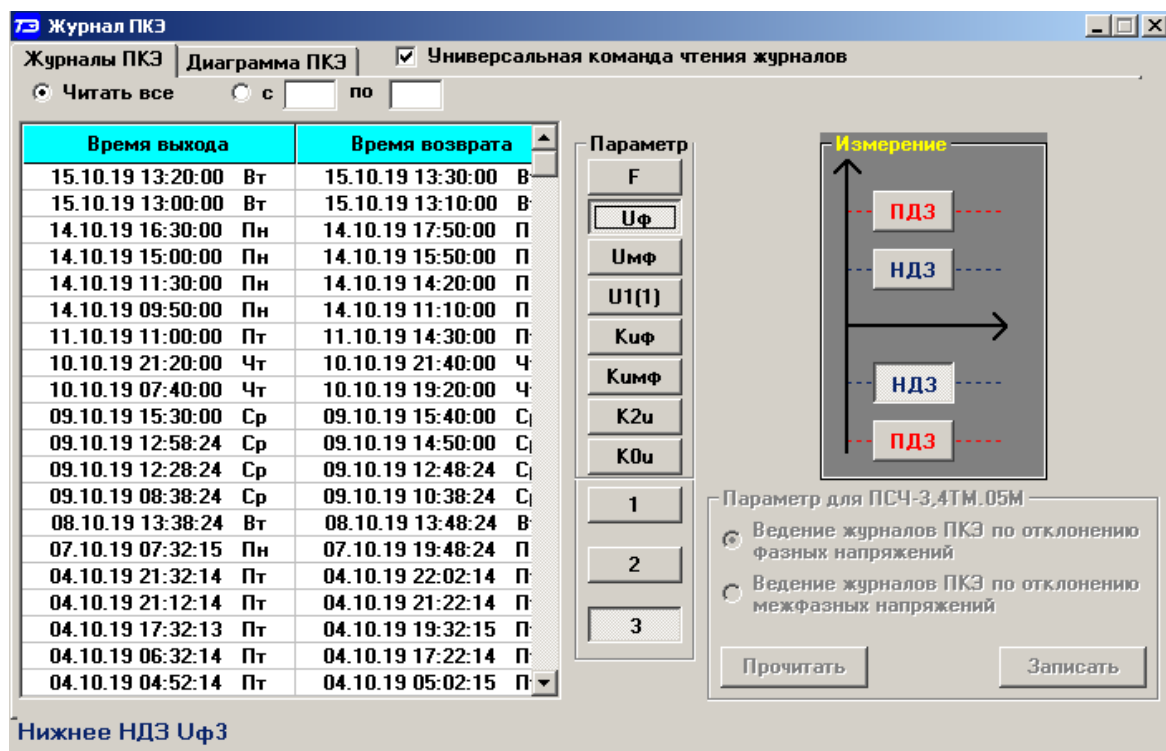 ТЭ Журнал ПКЭ
Журналы ПКЭ Диаграмма ПКЭ Универсальная команда чтения журналов
Читать все с по
Время выхода Время возврата
15.10.19 13:20:00 Вт 15.10.19 13:30:00 В
15.10.19 13:00:00 Вт 15.10.19 13:10:00 В
14.10.19 16:30:00 Пн 14.10.19 17:50:00 П
14.10.19 15:00:00 Пн 14.10.19 15:50:00 П
14.10.19 11:30:00 Пн 14.10.19 14:20:00 П
14.10.19 09:50:00 Пн 14.10.19 11:10:00 П
11.10.19 11:00:00 Пт 11.10.19 14:30:00 П
10.10.19 21:20:00 Чт 10.10.19 21:40:00 Ч
10.10.19 07:40:00 Чт 10.10.19 19:20:00 Ч
09.10.19 15:30:00 Ср 09.10.19 15:40:00 Ср
09.10.19 12:58:24 Ср 09.10.19 14:50:00 Ср
09.10.19 12:28:24 Ср 09.10.19 12:48:24 Ср
09.10.19 08:38:24 Ср 09.10.19 10:38:24 Ср
08.10.19 13:38:24 Вт 08.10.19 13:48:24 В
07.10.19 07:32:15 Пн 07.10.19 19:48:24 П
04.10.19 21:32:14 Пт 04.10.19 22:02:14 П
04.10.19 21:12:14 Пт 04.10.19 21:22:14 П
04.10.19 17:32:13 Пт 04.10.19 19:32:15 П
04.10.19 06:32:14 Пт 04.10.19 17:22:14 П
04.10.19 04:52:14 Пт 04.10.19 05:02:15 П
Параметр
F
Uф
Uмф
U1(1)
Kиф
Kимф
K2и
K0и
1
2
3
Измерение
ПДЗ
НДЗ
НДЗ
ПДЗ
Параметр для ПСЧ-3,4ТМ.05М
Ведение журналов ПКЭ по отклонению
фазных напряжений
Ведение журналов ПКЭ по отклонению
межфазных напряжений
Прочитать Записать
Нижнее НДЗ Uф3